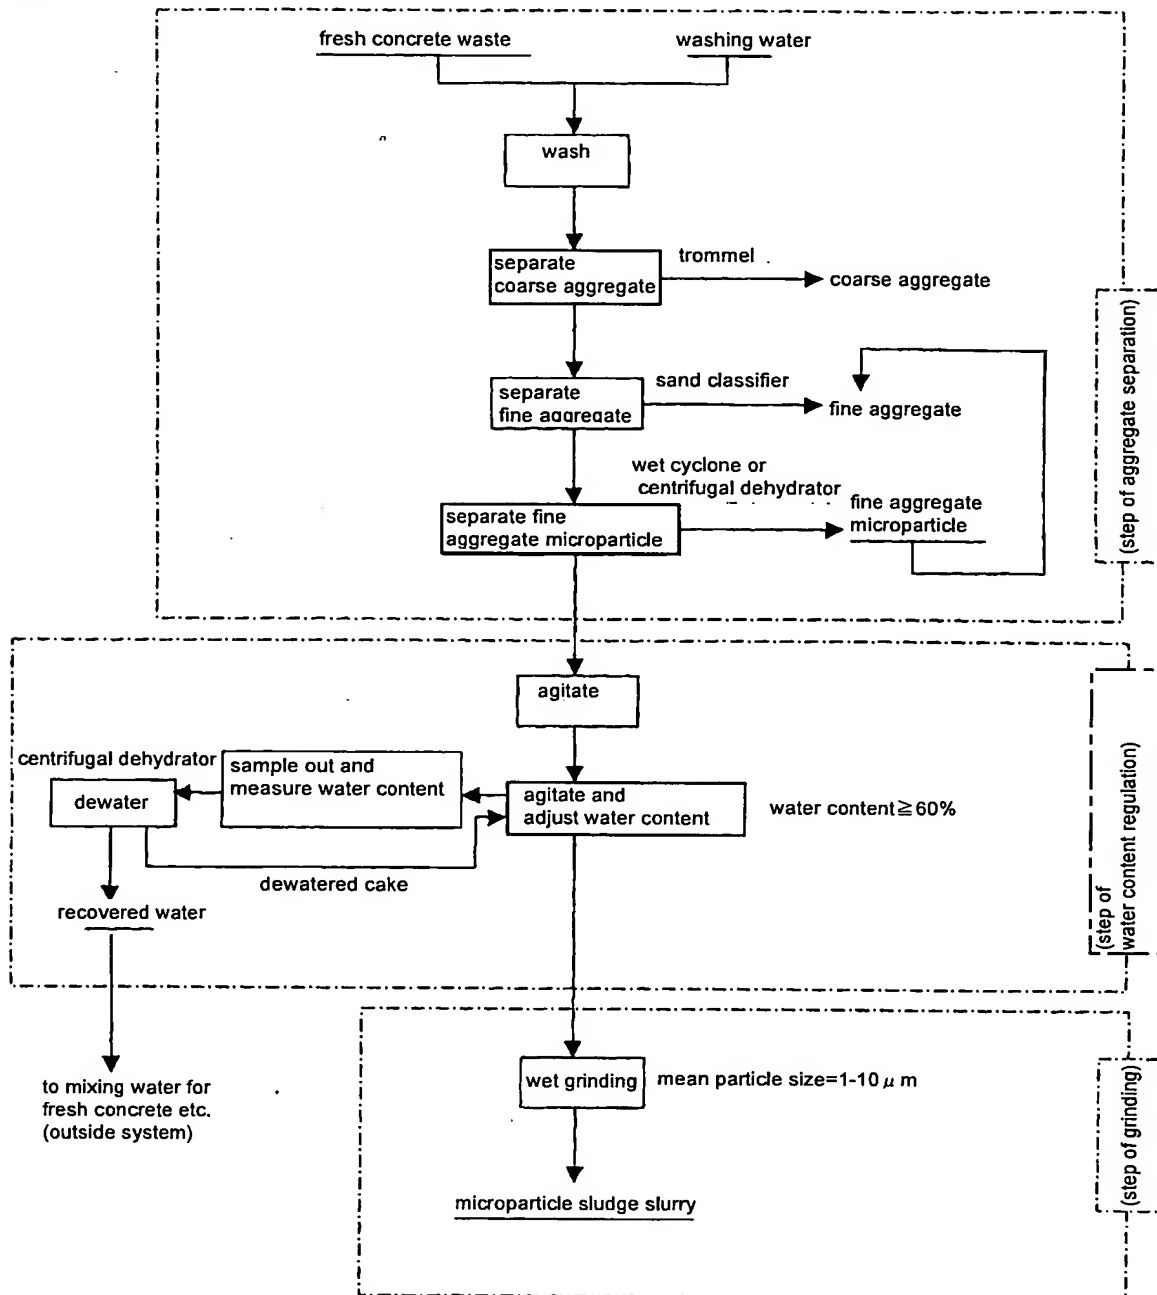 fresh concrete waste
washing water
wash
separate
coarse aggregate
trommel
coarse aggregate
separate
fine aggregate
sand classifier
fine aggregate
wet cyclone or
centrifugal dehydrator
separate fine
aggregate microparticle
fine aggregate
microparticle
(step of aggregate separation)
agitate
centrifugal dehydrator
dewater
sample out and
measure water content
agitate and
adjust water content
water content≧60%
dewatered cake
recovered water
(step of
water content regulation)
to mixing water for
fresh concrete etc.
(outside system)
wet grinding
mean particle size=1-10 μ m
microparticle sludge slurry
(step of grinding)